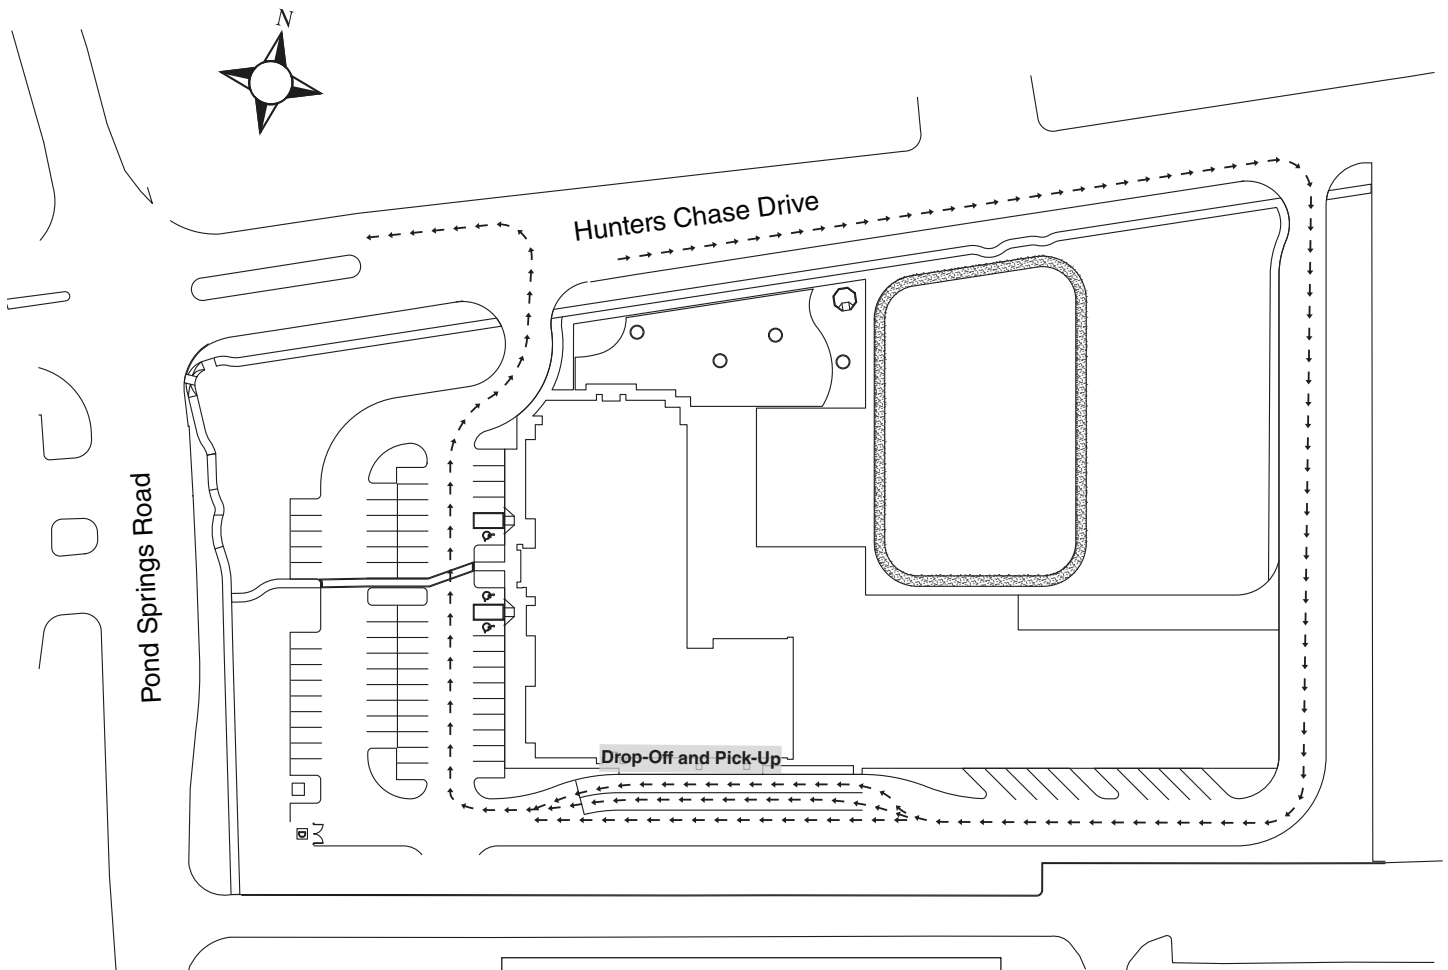 N
Hunters Chase Drive
Pond Springs Road
Drop-Off and Pick-Up
D